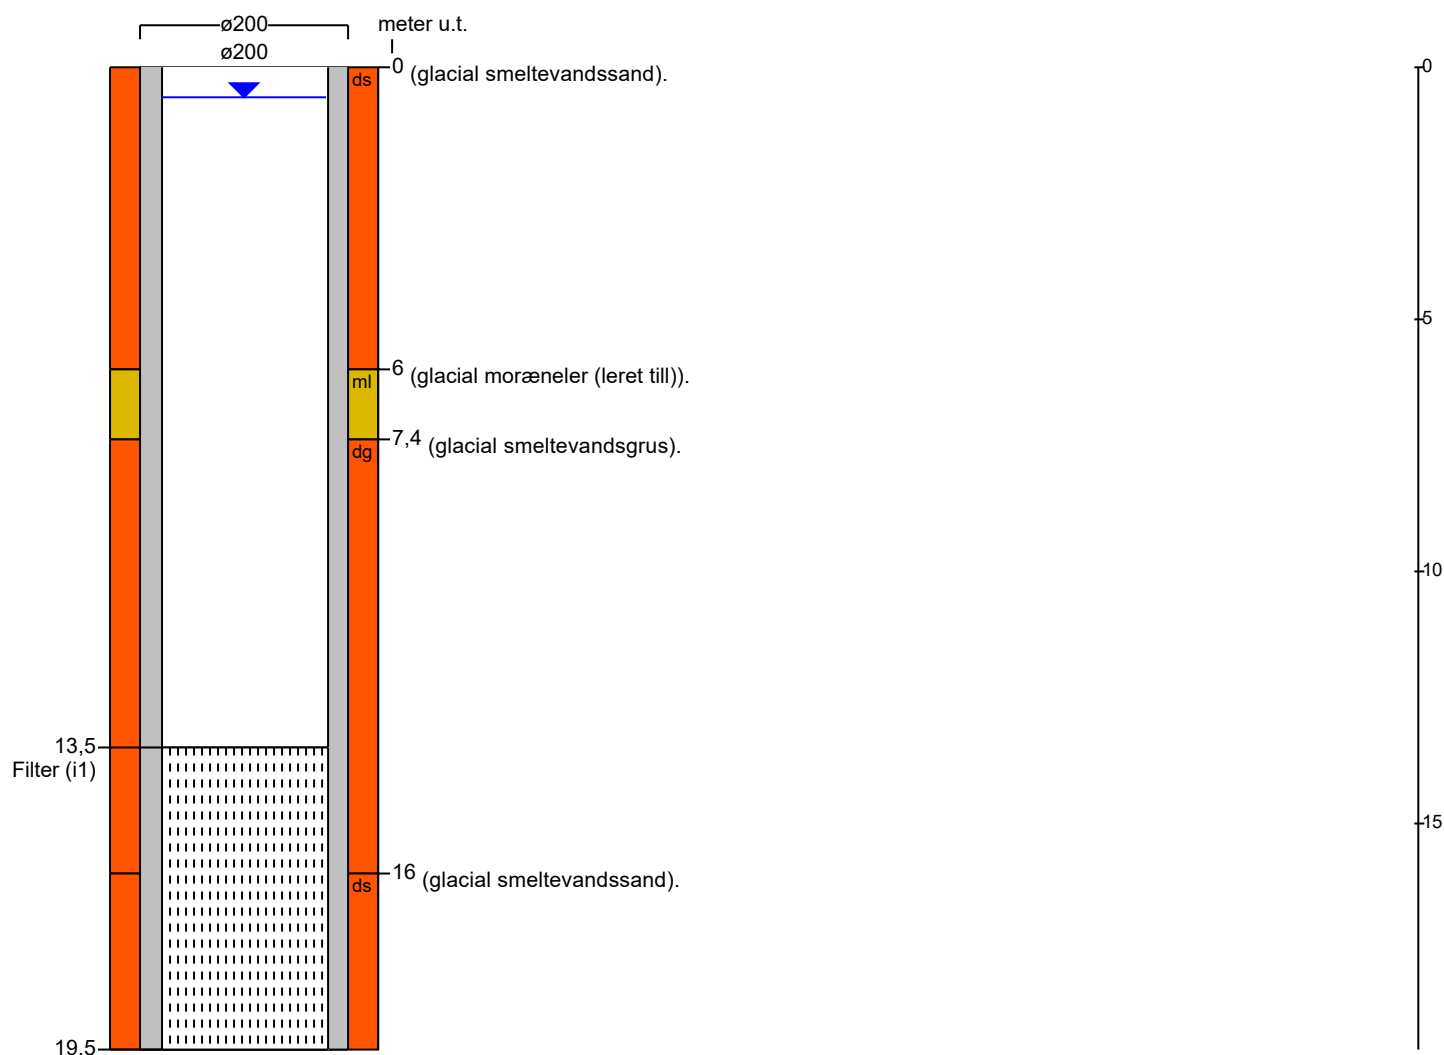 ø200
meter u.t.
ø200
0 (glacial smeltevandssand).
0
ds
5
6 (glacial moræneler (leret till)).
ml
7,4 (glacial smeltevandsgrus).
dg
10
13,5
Filter (i1)
15
16 (glacial smeltevandssand).
ds
19,5